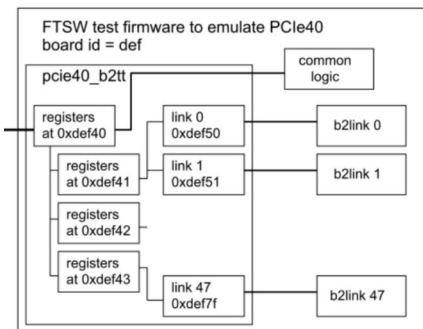 FTSW test firmware to emulate PCIe40
board id = def
pcie40_b2tt
common
logic
registers
at 0xdef40
link 0
0xdef50
b2link 0
registers
at 0xdef41
link 1
0xdef51
b2link 1
registers
at 0xdef42
registers
at 0xdef43
link 47
0xdef7f
b2link 47